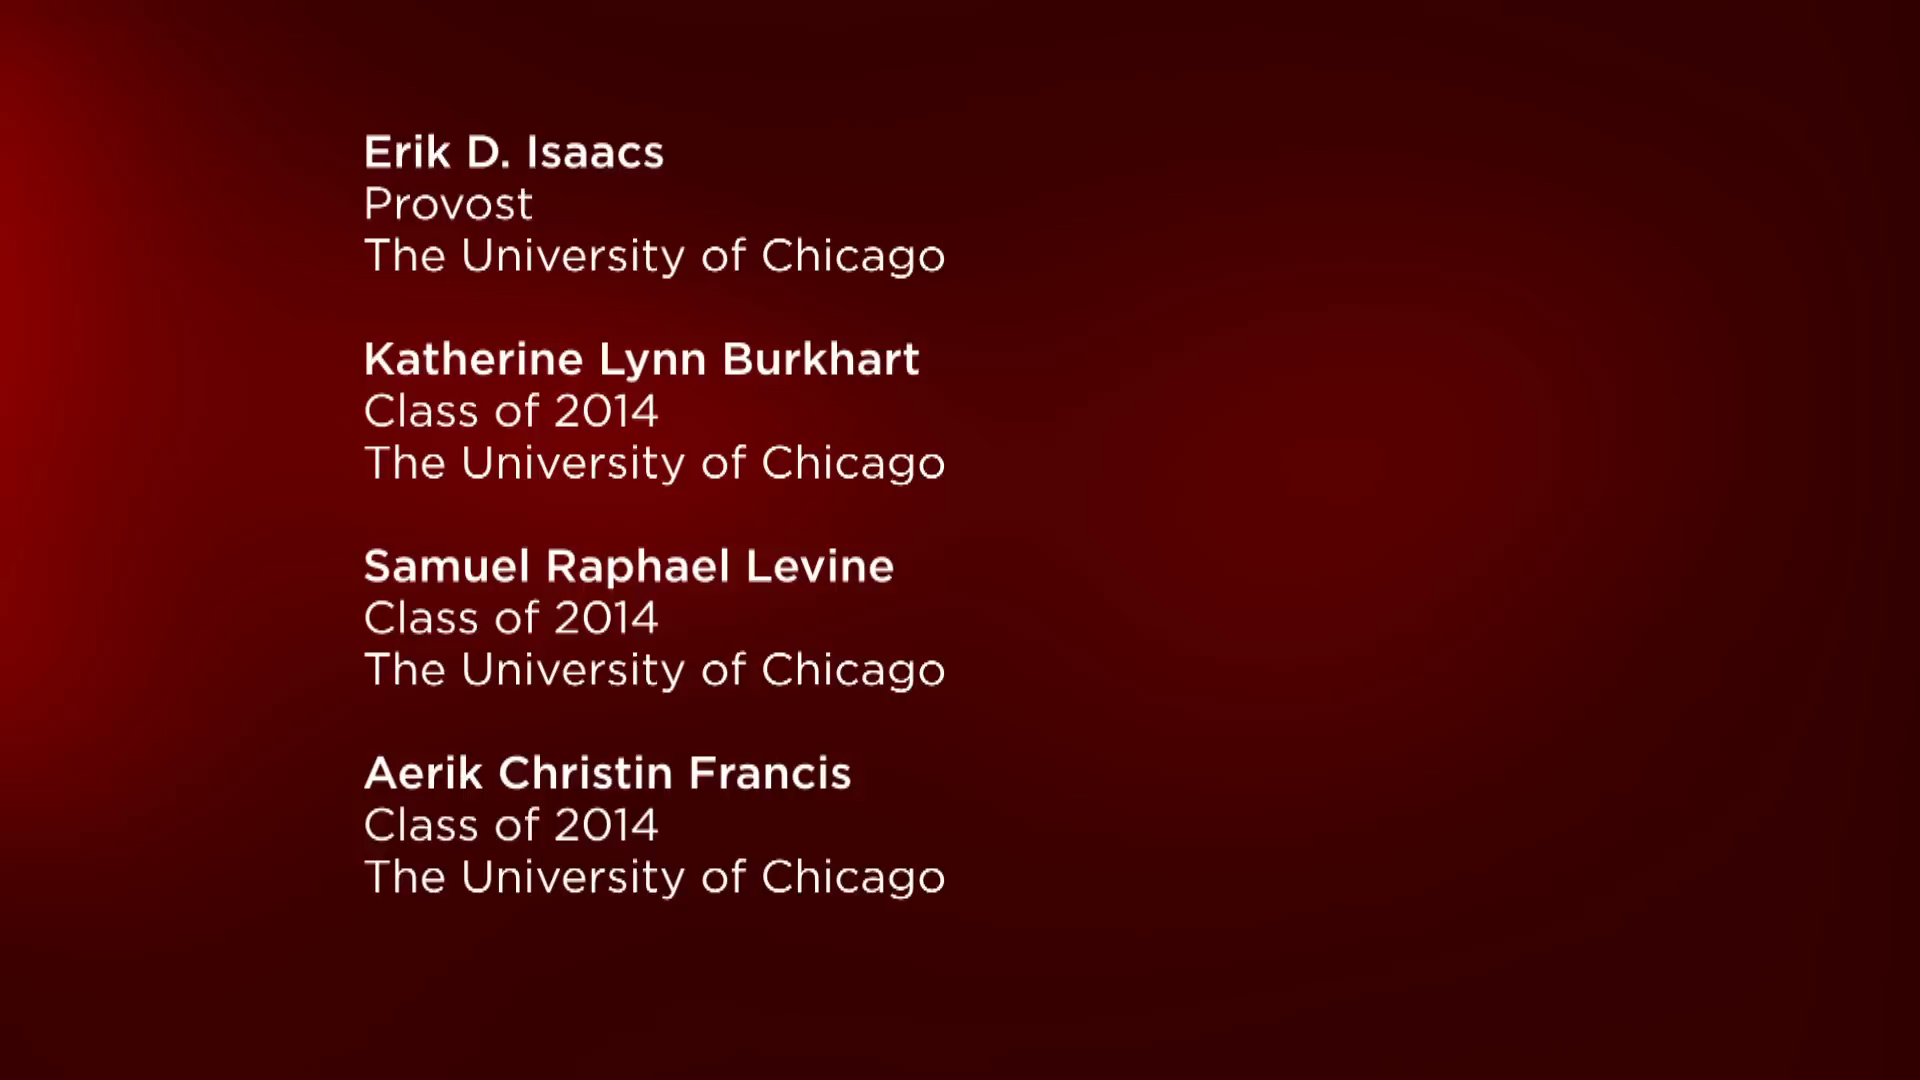 Erik D. Isaacs
Provost
The University of Chicago
Katherine Lynn Burkhart
Class of 2014
The University of Chicago
Samuel Raphael Levine
Class of 2014
The University of Chicago
Aerik Christin Francis
Class of 2014
The University of Chicago